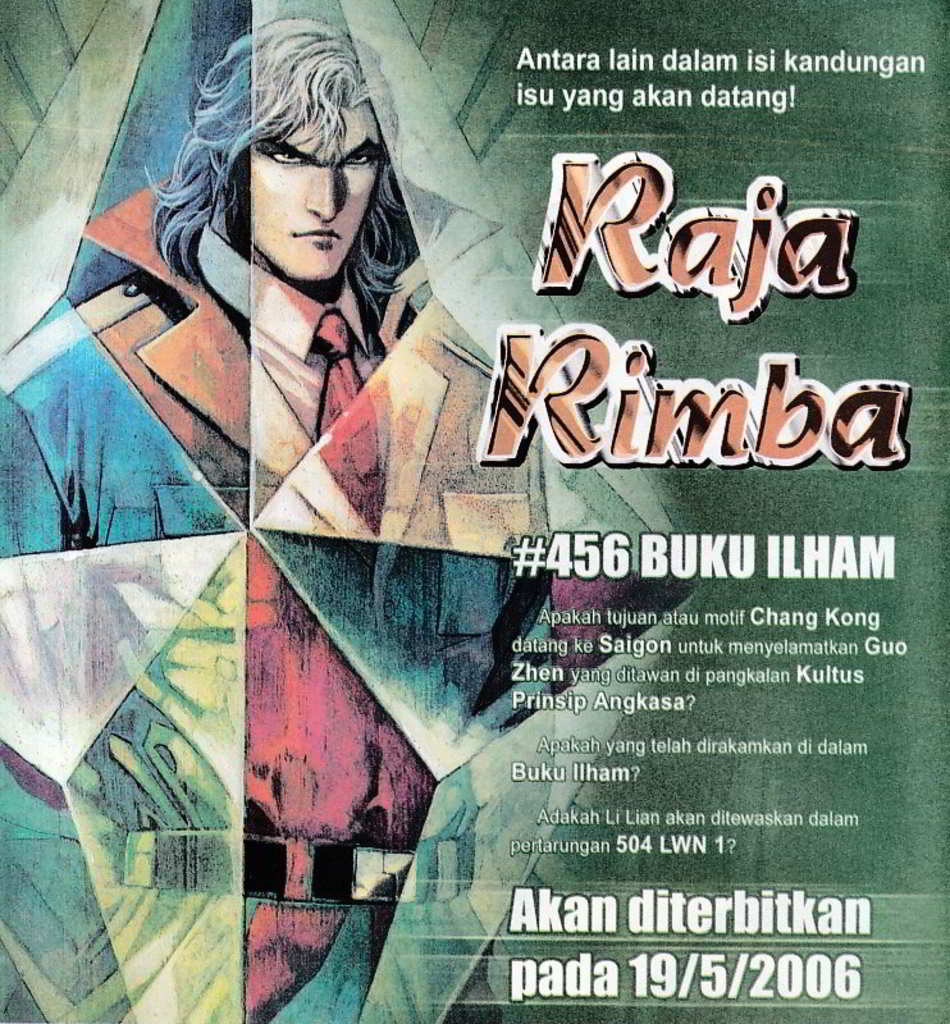 Antara lain dalam isi kandungan
isu yang akan datang!
Raja
Rimba
#456 BUKU ILHAM
Apakah tujuan atau motif Chang Kong
datang ke Saigon untuk menyelamatkan Guo
Zhen yang ditawan di pangkalan Kultus
Prinsip Angkasa?
Apakah yang telah dirakamkan di dalam
Buku Ilham?
Adakah Li Lian akan ditewaskan dalam
pertarungan 504 LWN 1?
Akan diterbitkan
pada 19/5/2006